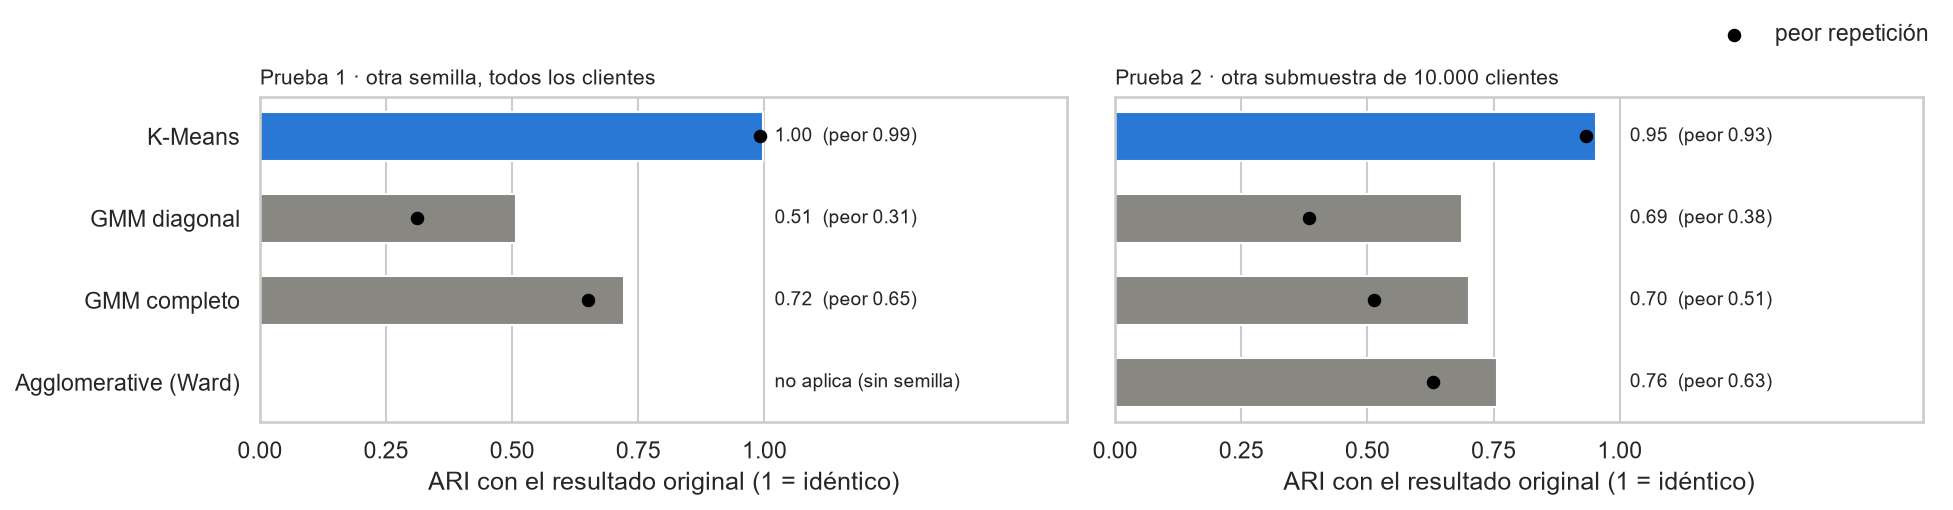 peor repetición
Prueba 1 · otra semilla, todos los clientes
K-Means
1.00 (peor 0.99)
GMM diagonal
0.51 (peor 0.31)
GMM completo
0.72 (peor 0.65)
Agglomerative (Ward)
no aplica (sin semilla)
0.00 0.25 0.50 0.75 1.00
ARI con el resultado original (1 = idéntico)
Prueba 2 · otra submuestra de 10.000 clientes
0.95 (peor 0.93)
0.69 (peor 0.38)
0.70 (peor 0.51)
0.76 (peor 0.63)
0.00 0.25 0.50 0.75 1.00
ARI con el resultado original (1 = idéntico)